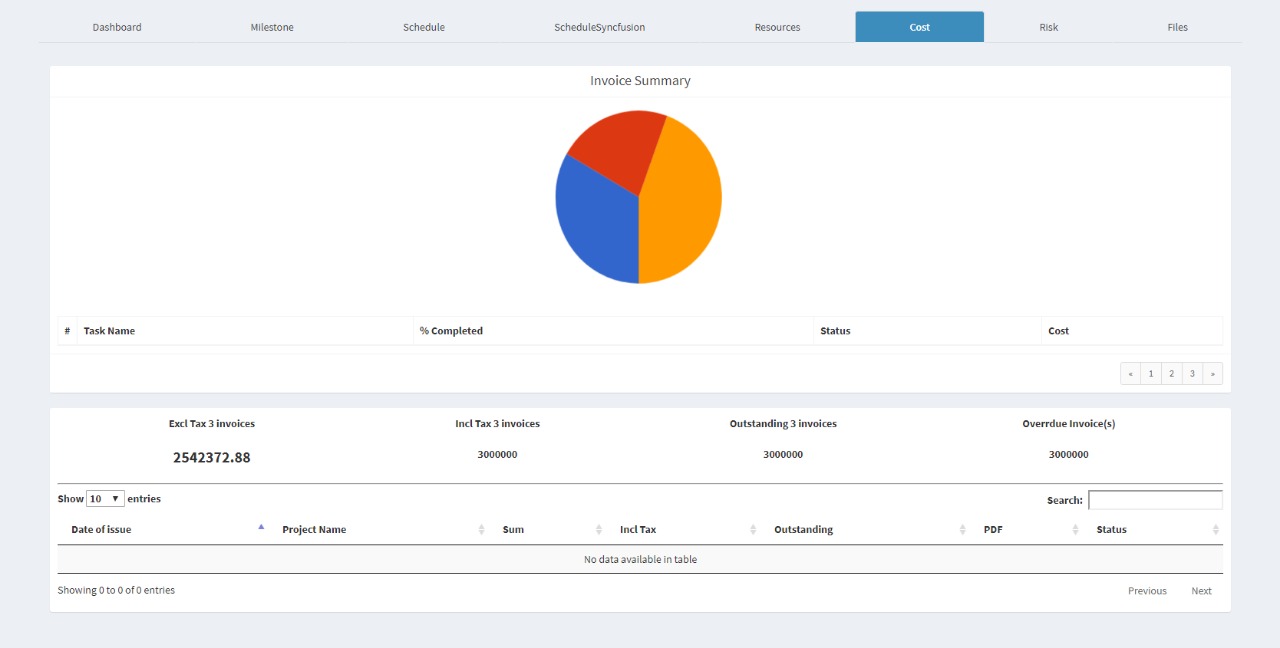 Dashboard Milestone Schedule ScheduleSyncfusion Resources Cost Risk Files
Invoice Summary
# Task Name % Completed Status Cost
« 1 2 3 »
Excl Tax 3 invoices Incl Tax 3 invoices Outstanding 3 invoices Overrdue Invoice(s)
2542372.88 3000000 3000000 3000000
Show 10 entries Search:
Date of issue Project Name Sum Incl Tax Outstanding PDF Status
No data available in table
Showing 0 to 0 of 0 entries Previous Next